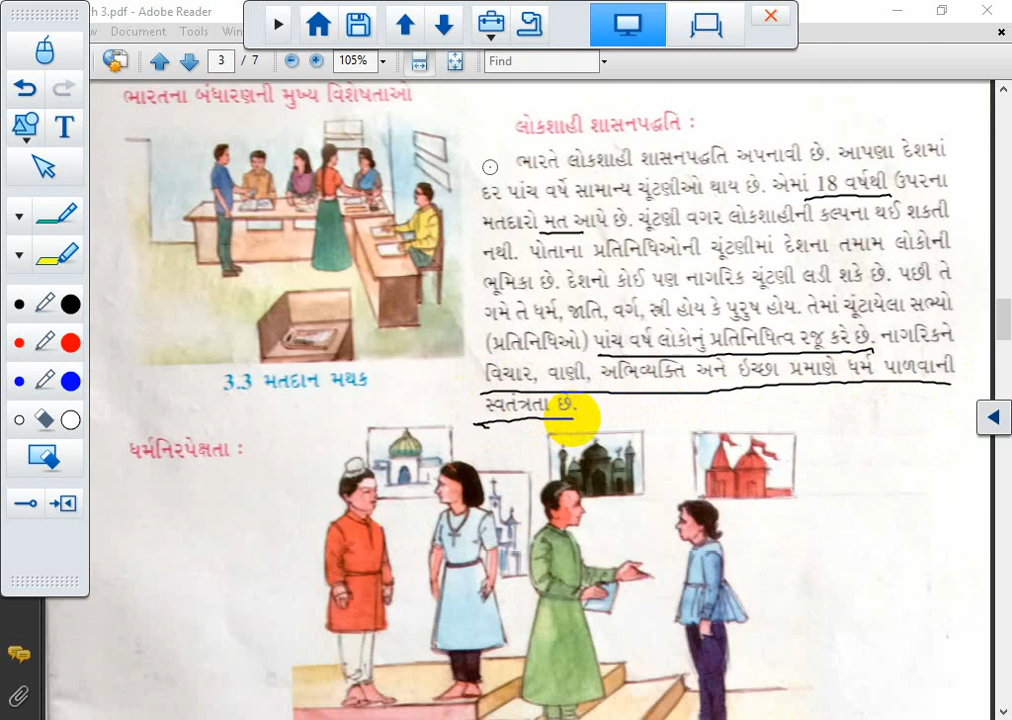 h 3.pdf - Adobe Reader
Document Tools
3 / 7
105%
Find
T
ભારતના બંધારણની મુખ્ય વિશેષતાઓ
લોકશાહી શાસનપદ્ધતિ :
ભારતે લોકશાહી શાસનપદ્ધતિ અપનાવી છે. આપણા દેશમાં
દર પાંચ વર્ષે સામાન્ય ચૂંટણીઓ થાય છે. એમાં 18 વર્ષથી ઉપરના
મતદારો મત આપે છે. ચૂંટણી વગર લોકશાહીની કલ્પના થઈ શકતી
નથી. પોતાના પ્રતિનિધિઓની ચૂંટણીમાં દેશના તમામ લોકોની
ભૂમિકા છે. દેશનો કોઈ પણ નાગરિક ચૂંટણી લડી શકે છે. પછી તે
ગમે તે ધર્મ, જાતિ, વર્ગ, સ્ત્રી હોય કે પુરુષ હોય. તેમાં ચૂંટાયેલા સભ્યો
(પ્રતિનિધિઓ) પાંચ વર્ષ લોકોનું પ્રતિનિધિત્વ રજૂ કરે છે. નાગરિકને
વિચાર, વાણી, અભિવ્યક્તિ અને ઇચ્છા પ્રમાણે ધર્મ પાળવાની
સ્વતંત્રતા છે.
3.3 મતદાન મથક
ધર્મનિરપેક્ષતા :